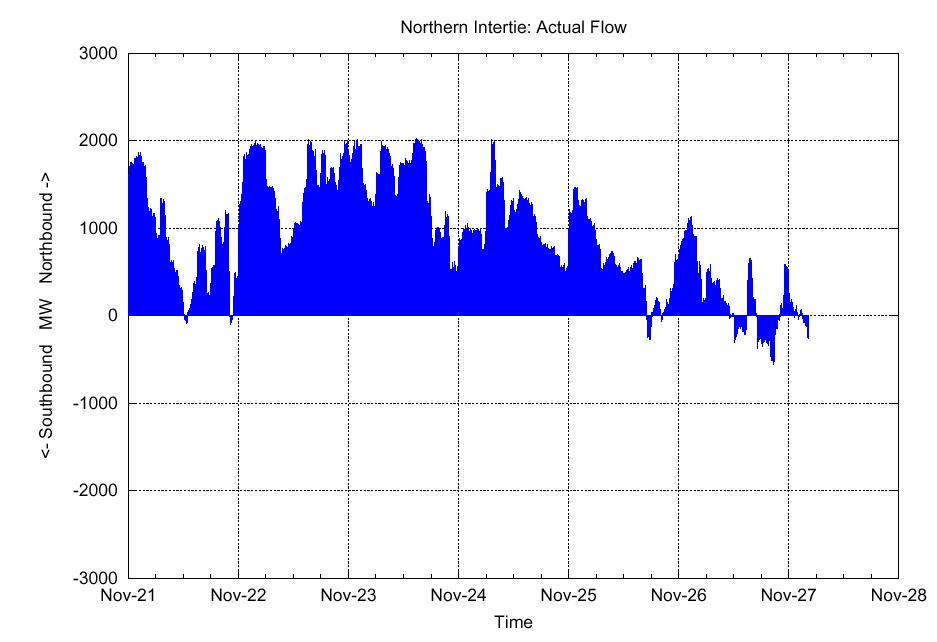 Northern Intertie: Actual Flow
3000
2000
1000
0
-1000
-2000
-3000
<- Southbound MW Northbound ->
Nov-21 Nov-22 Nov-23 Nov-24 Nov-25 Nov-26 Nov-27 Nov-28
Time